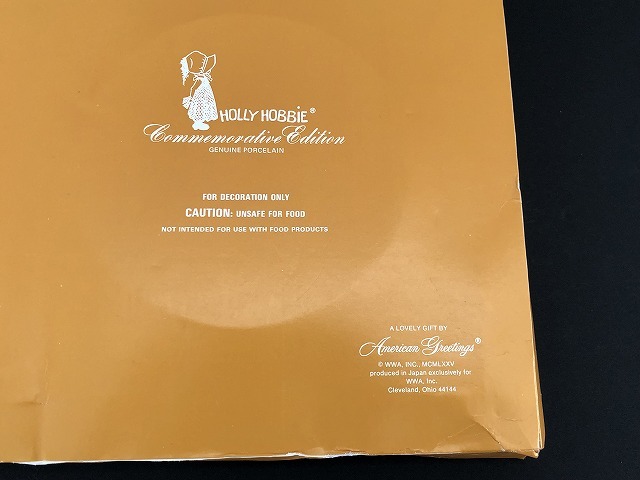 HOLLY HOBBIE®
Commemorative Edition
GENUINE PORCELAIN
FOR DECORATION ONLY
CAUTION: UNSAFE FOR FOOD
NOT INTENDED FOR USE WITH FOOD PRODUCTS
A LOVELY GIFT BY
American Greetings®
© WWA, INC., MCMLXXV
produced in Japan exclusively for
WWA, Inc.
Cleveland, Ohio 44144